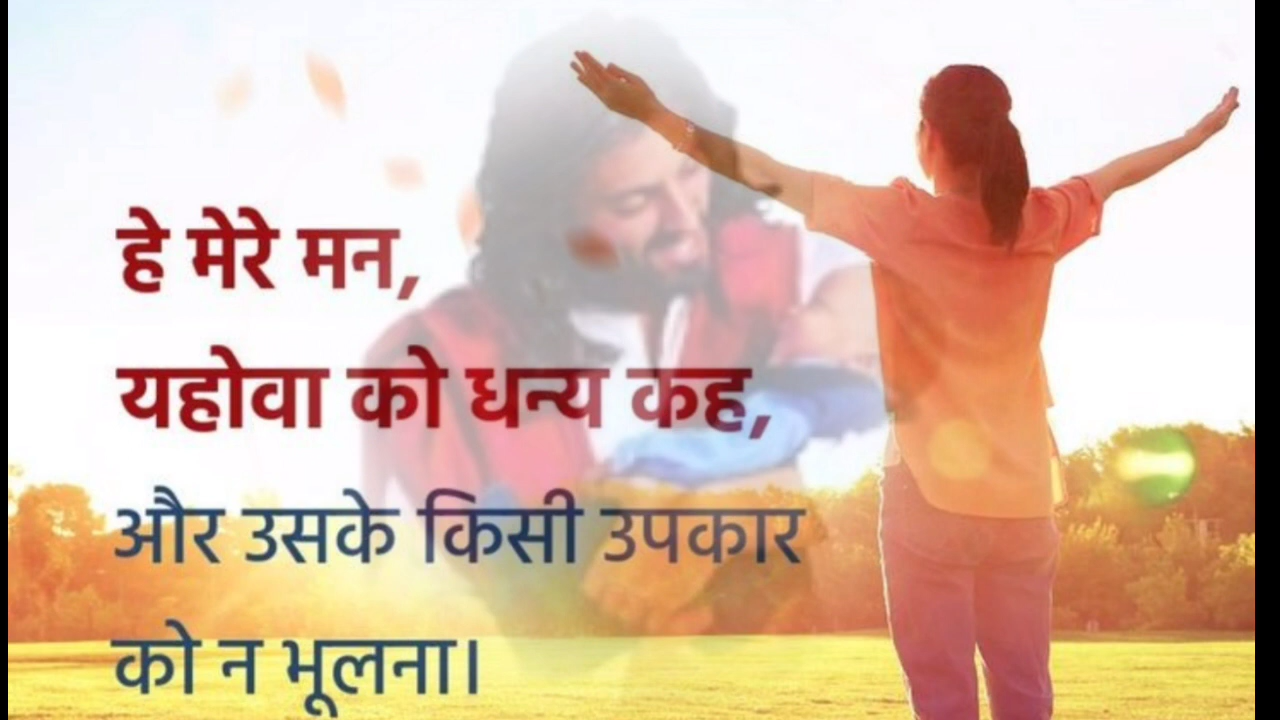 हे मेरे मन,
यहोवा को धन्य कह,
और उसके किसी उपकार
को न भूलना।